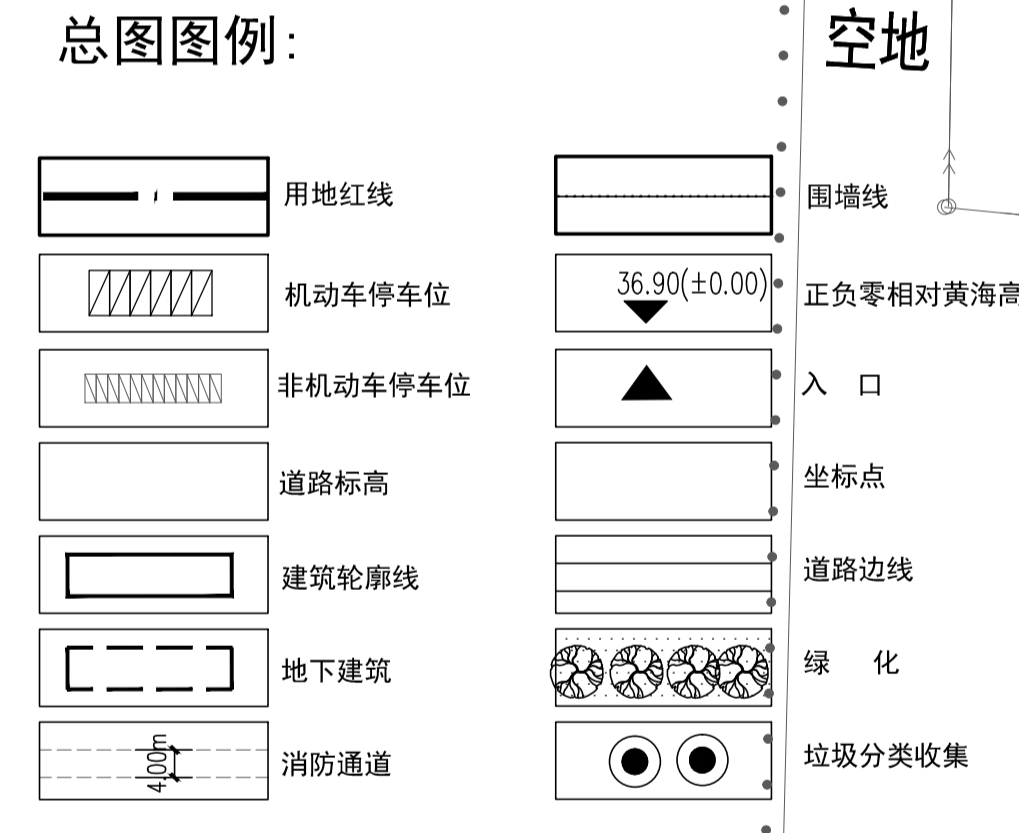 总图图例:
空地
用地红线
围墙线
机动车停车位
36.90(±0.00)
正负零相对黄海高
非机动车停车位
入 口
道路标高
坐标点
建筑轮廓线
道路边线
地下建筑
绿 化
4.00m
消防通道
垃圾分类收集